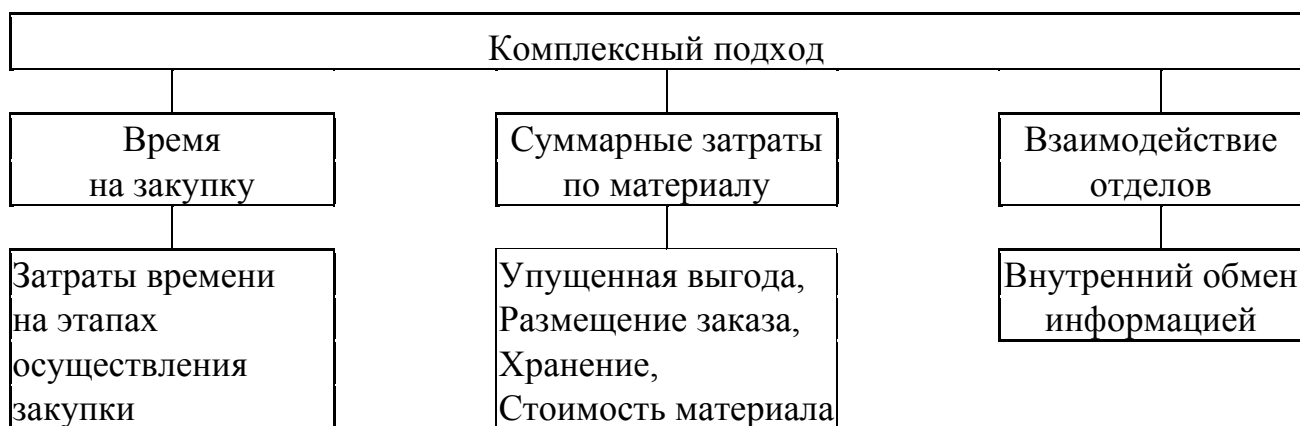 Комплексный подход
Время
на закупку
Суммарные затраты
по материалу
Взаимодействие
отделов
Затраты времени
на этапах
осуществления
закупки
Упущенная выгода,
Размещение заказа,
Хранение,
Стоимость материала
Внутренний обмен
информацией